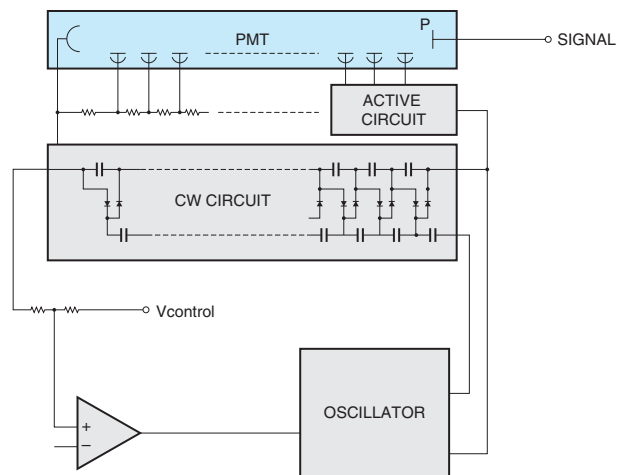 PMT
P
SIGNAL
ACTIVE
CIRCUIT
CW CIRCUIT
Vcontrol
+
−
OSCILLATOR